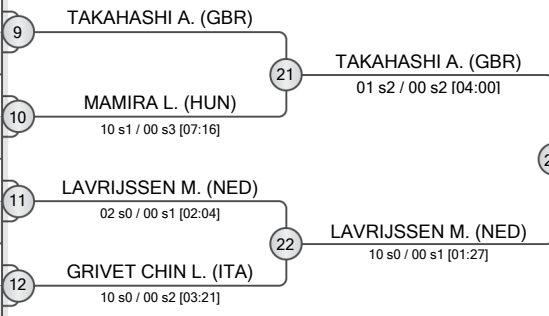 TAKAHASHI A. (GBR)
9
21
TAKAHASHI A. (GBR)
01 s2 / 00 s2 [04:00]
10
MAMIRA L. (HUN)
10 s1 / 00 s3 [07:16]
2
11
LAVRIJSSEN M. (NED)
02 s0 / 00 s1 [02:04]
22
LAVRIJSSEN M. (NED)
10 s0 / 00 s1 [01:27]
12
GRIVET CHIN L. (ITA)
10 s0 / 00 s2 [03:21]